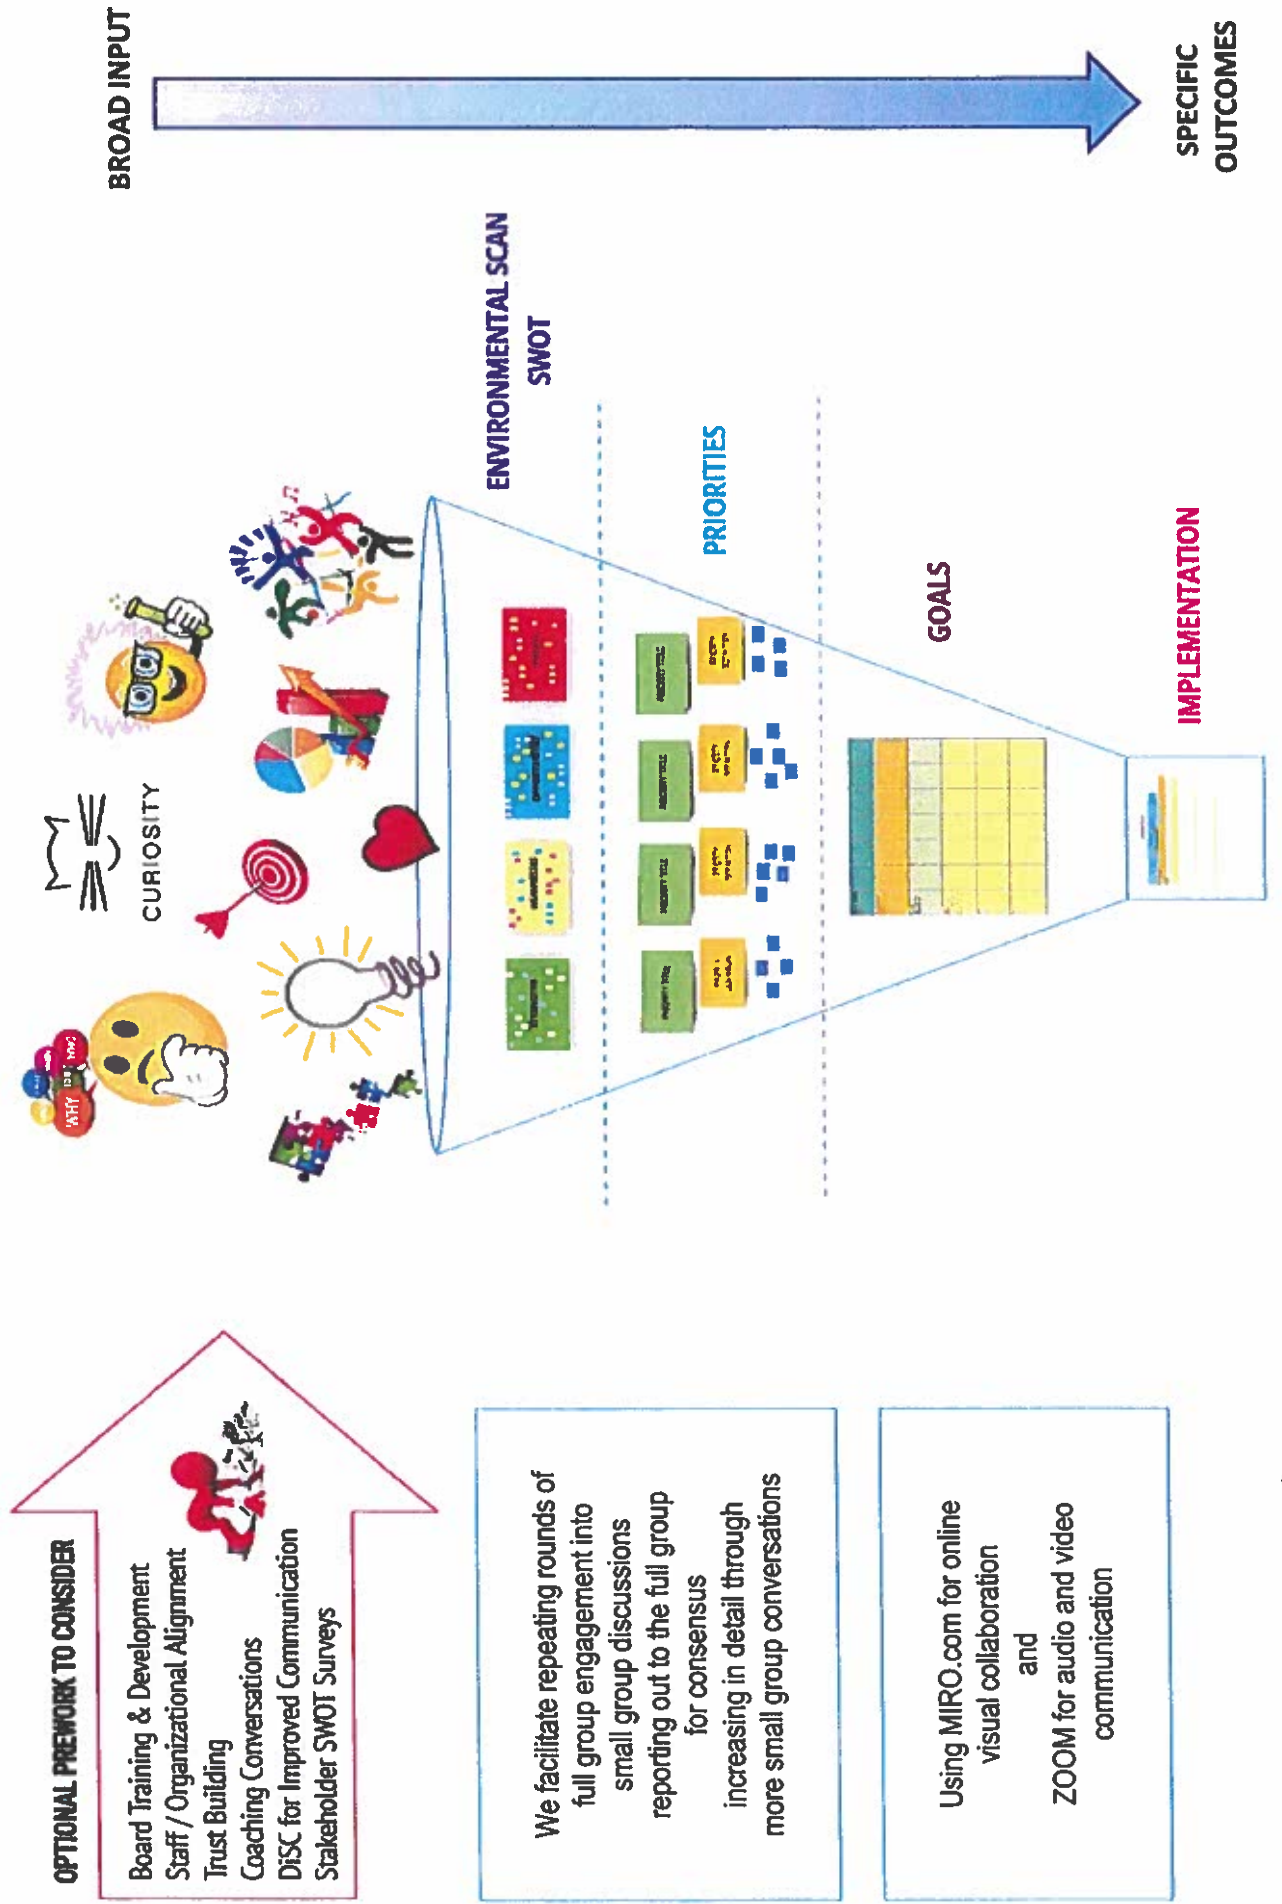 OPTIONAL PREWORK TO CONSIDER
Board Training & Development
Staff / Organizational Alignment
Trust Building
Coaching Conversations
DiSC for Improved Communication
Stakeholder SWOT Surveys
We facilitate repeating rounds of
full group engagement into
small group discussions
reporting out to the full group
for consensus
increasing in detail through
more small group conversations
Using MIRO.com for online
visual collaboration
and
ZOOM for audio and video
communication
WHY
CURIOSITY
ENVIRONMENTAL SCAN
SWOT
PRIORITIES
GOALS
IMPLEMENTATION
BROAD INPUT
SPECIFIC
OUTCOMES